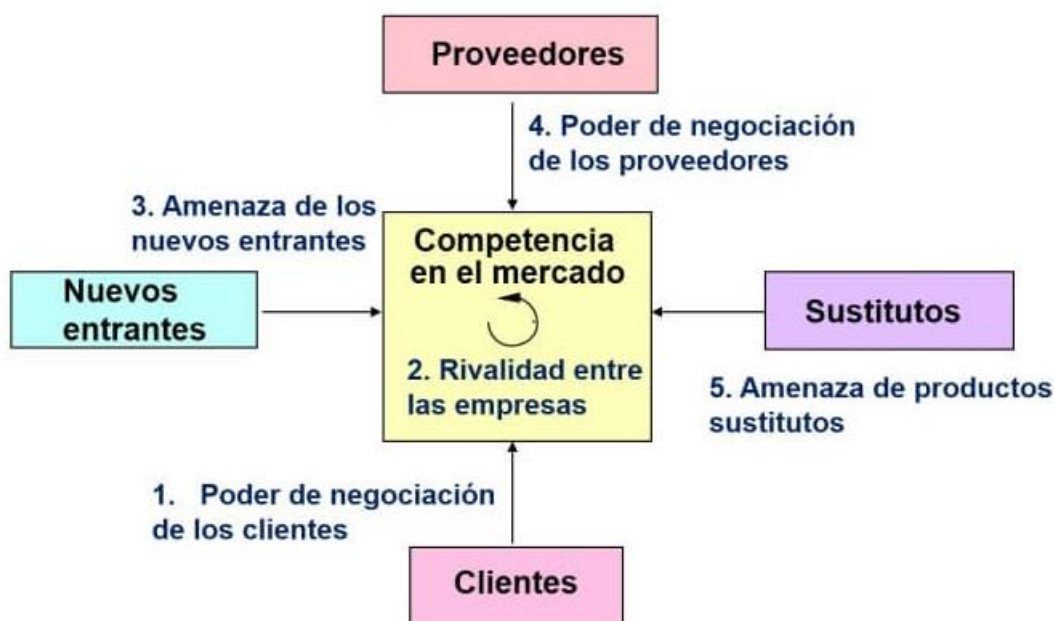 Proveedores
4. Poder de negociación
de los proveedores
3. Amenaza de los
nuevos entrantes
Competencia
en el mercado
Nuevos
entrantes
Sustitutos
2. Rivalidad entre
las empresas
5. Amenaza de productos
sustitutos
1. Poder de negociación
de los clientes
Clientes